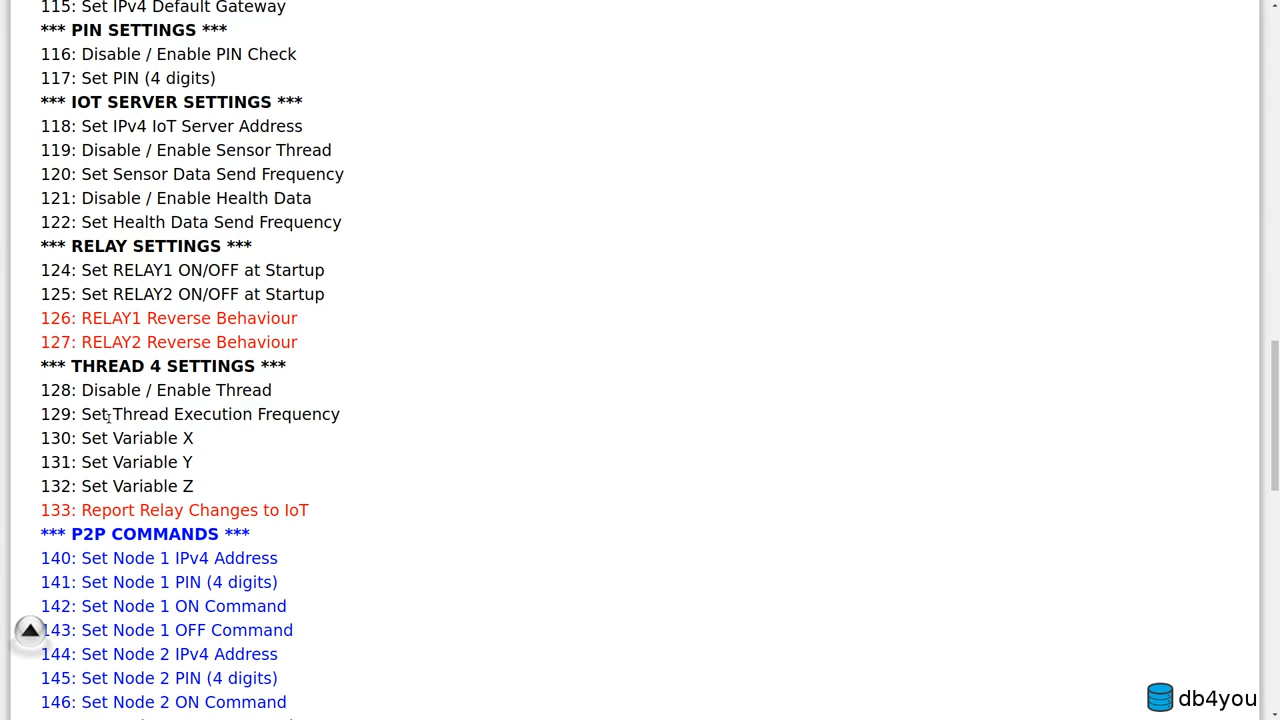 115: Set IPv4 Default Gateway
*** PIN SETTINGS ***
116: Disable / Enable PIN Check
117: Set PIN (4 digits)
*** IOT SERVER SETTINGS ***
118: Set IPv4 IoT Server Address
119: Disable / Enable Sensor Thread
120: Set Sensor Data Send Frequency
121: Disable / Enable Health Data
122: Set Health Data Send Frequency
*** RELAY SETTINGS ***
124: Set RELAY1 ON/OFF at Startup
125: Set RELAY2 ON/OFF at Startup
126: RELAY1 Reverse Behaviour
127: RELAY2 Reverse Behaviour
*** THREAD 4 SETTINGS ***
128: Disable / Enable Thread
129: Set Thread Execution Frequency
130: Set Variable X
131: Set Variable Y
132: Set Variable Z
133: Report Relay Changes to IoT
*** P2P COMMANDS ***
140: Set Node 1 IPv4 Address
141: Set Node 1 PIN (4 digits)
142: Set Node 1 ON Command
143: Set Node 1 OFF Command
144: Set Node 2 IPv4 Address
145: Set Node 2 PIN (4 digits)
146: Set Node 2 ON Command
db4you